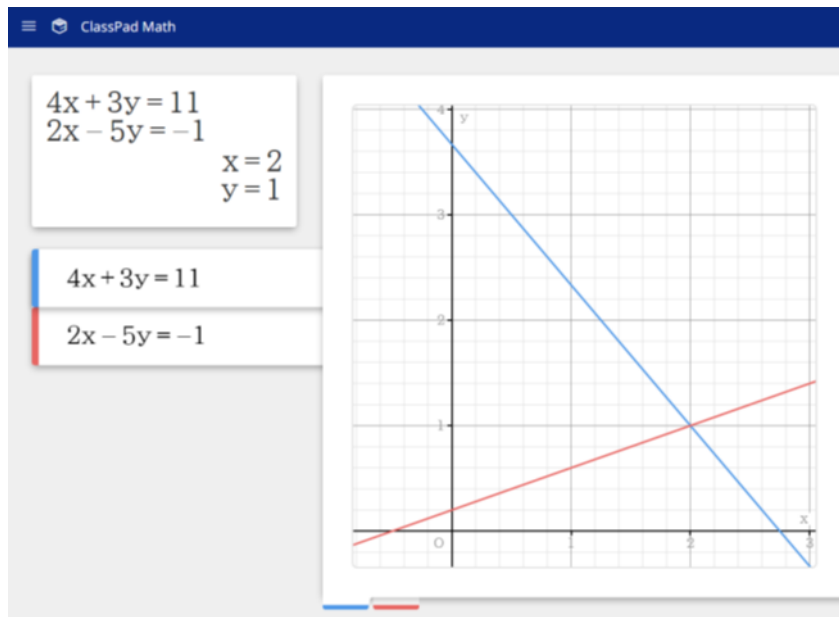 ClassPad Math
4x + 3y = 11
2x – 5y = –1
x = 2
y = 1
4x + 3y = 11
2x – 5y = –1
4
y
3
2
1
x
O
1
2
3